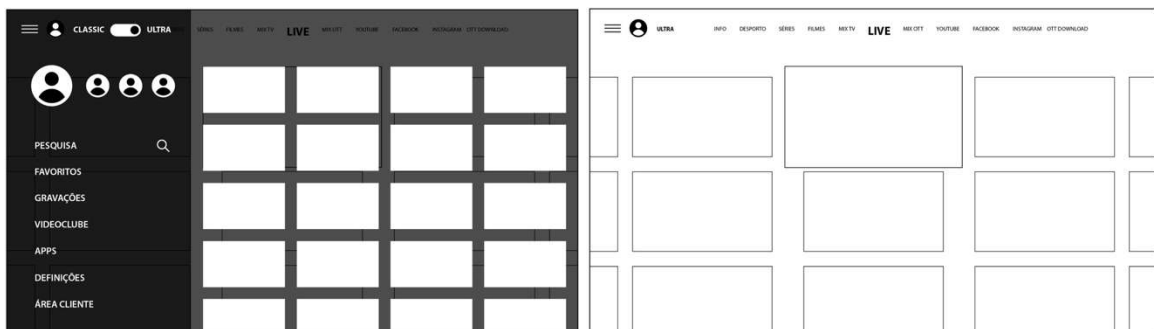 CLASSIC ULTRA SÉRIES FILMES MIX TV LIVE MIX OTT YOUTUBE FACEBOOK INSTAGRAM OTT DOWNLOAD
PESQUISA
FAVORITOS
GRAVAÇÕES
VIDEOCLUBE
APPS
DEFINIÇÕES
ÁREA CLIENTE
ULTRA INFO DESPORTO SÉRIES FILMES MIX TV LIVE MIX OTT YOUTUBE FACEBOOK INSTAGRAM OTT DOWNLOAD